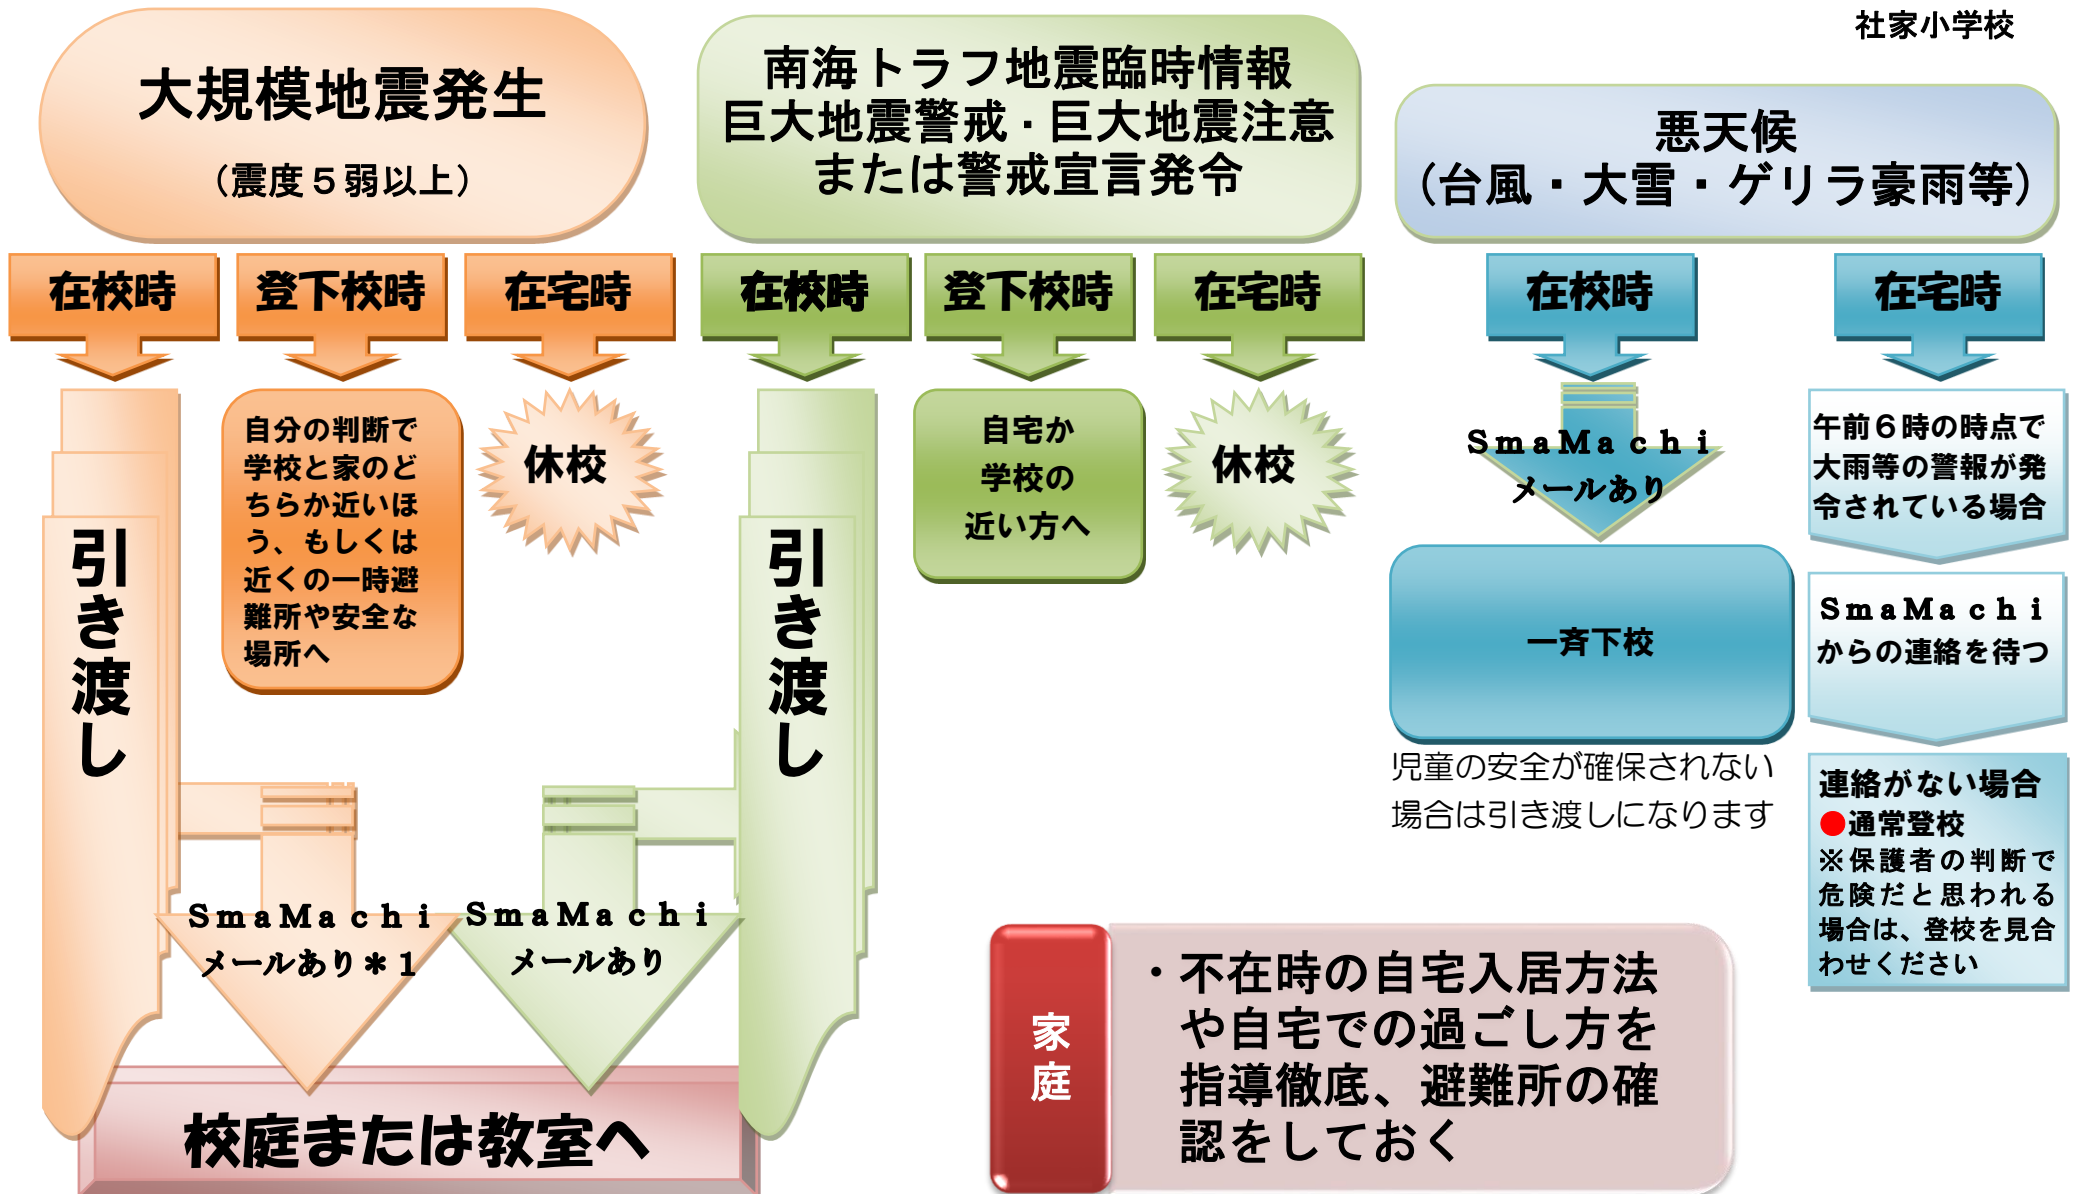 社家小学校
大規模地震発生
（震度５弱以上）
在校時
登下校時
在宅時
引き渡し
自分の判断で
学校と家のど
ちらか近いほ
う、もしくは
近くの一時避
難所や安全な
場所へ
休校
ＳｍａＭａｃｈｉ
メールあり＊１
南海トラフ地震臨時情報
巨大地震警戒・巨大地震注意
または警戒宣言発令
在校時
登下校時
在宅時
引き渡し
自宅か
学校の
近い方へ
休校
ＳｍａＭａｃｈｉ
メールあり
校庭または教室へ
悪天候
（台風・大雪・ゲリラ豪雨等）
在校時
在宅時
ＳｍａＭａｃｈｉ
メールあり
一斉下校
児童の安全が確保されない
場合は引き渡しになります
午前６時の時点で
大雨等の警報が発
令されている場合
ＳｍａＭａｃｈｉ
からの連絡を待つ
連絡がない場合
●通常登校
※保護者の判断で
危険だと思われる
場合は、登校を見合
わせください
家庭
・不在時の自宅入居方法
や自宅での過ごし方を
指導徹底、避難所の確
認をしておく